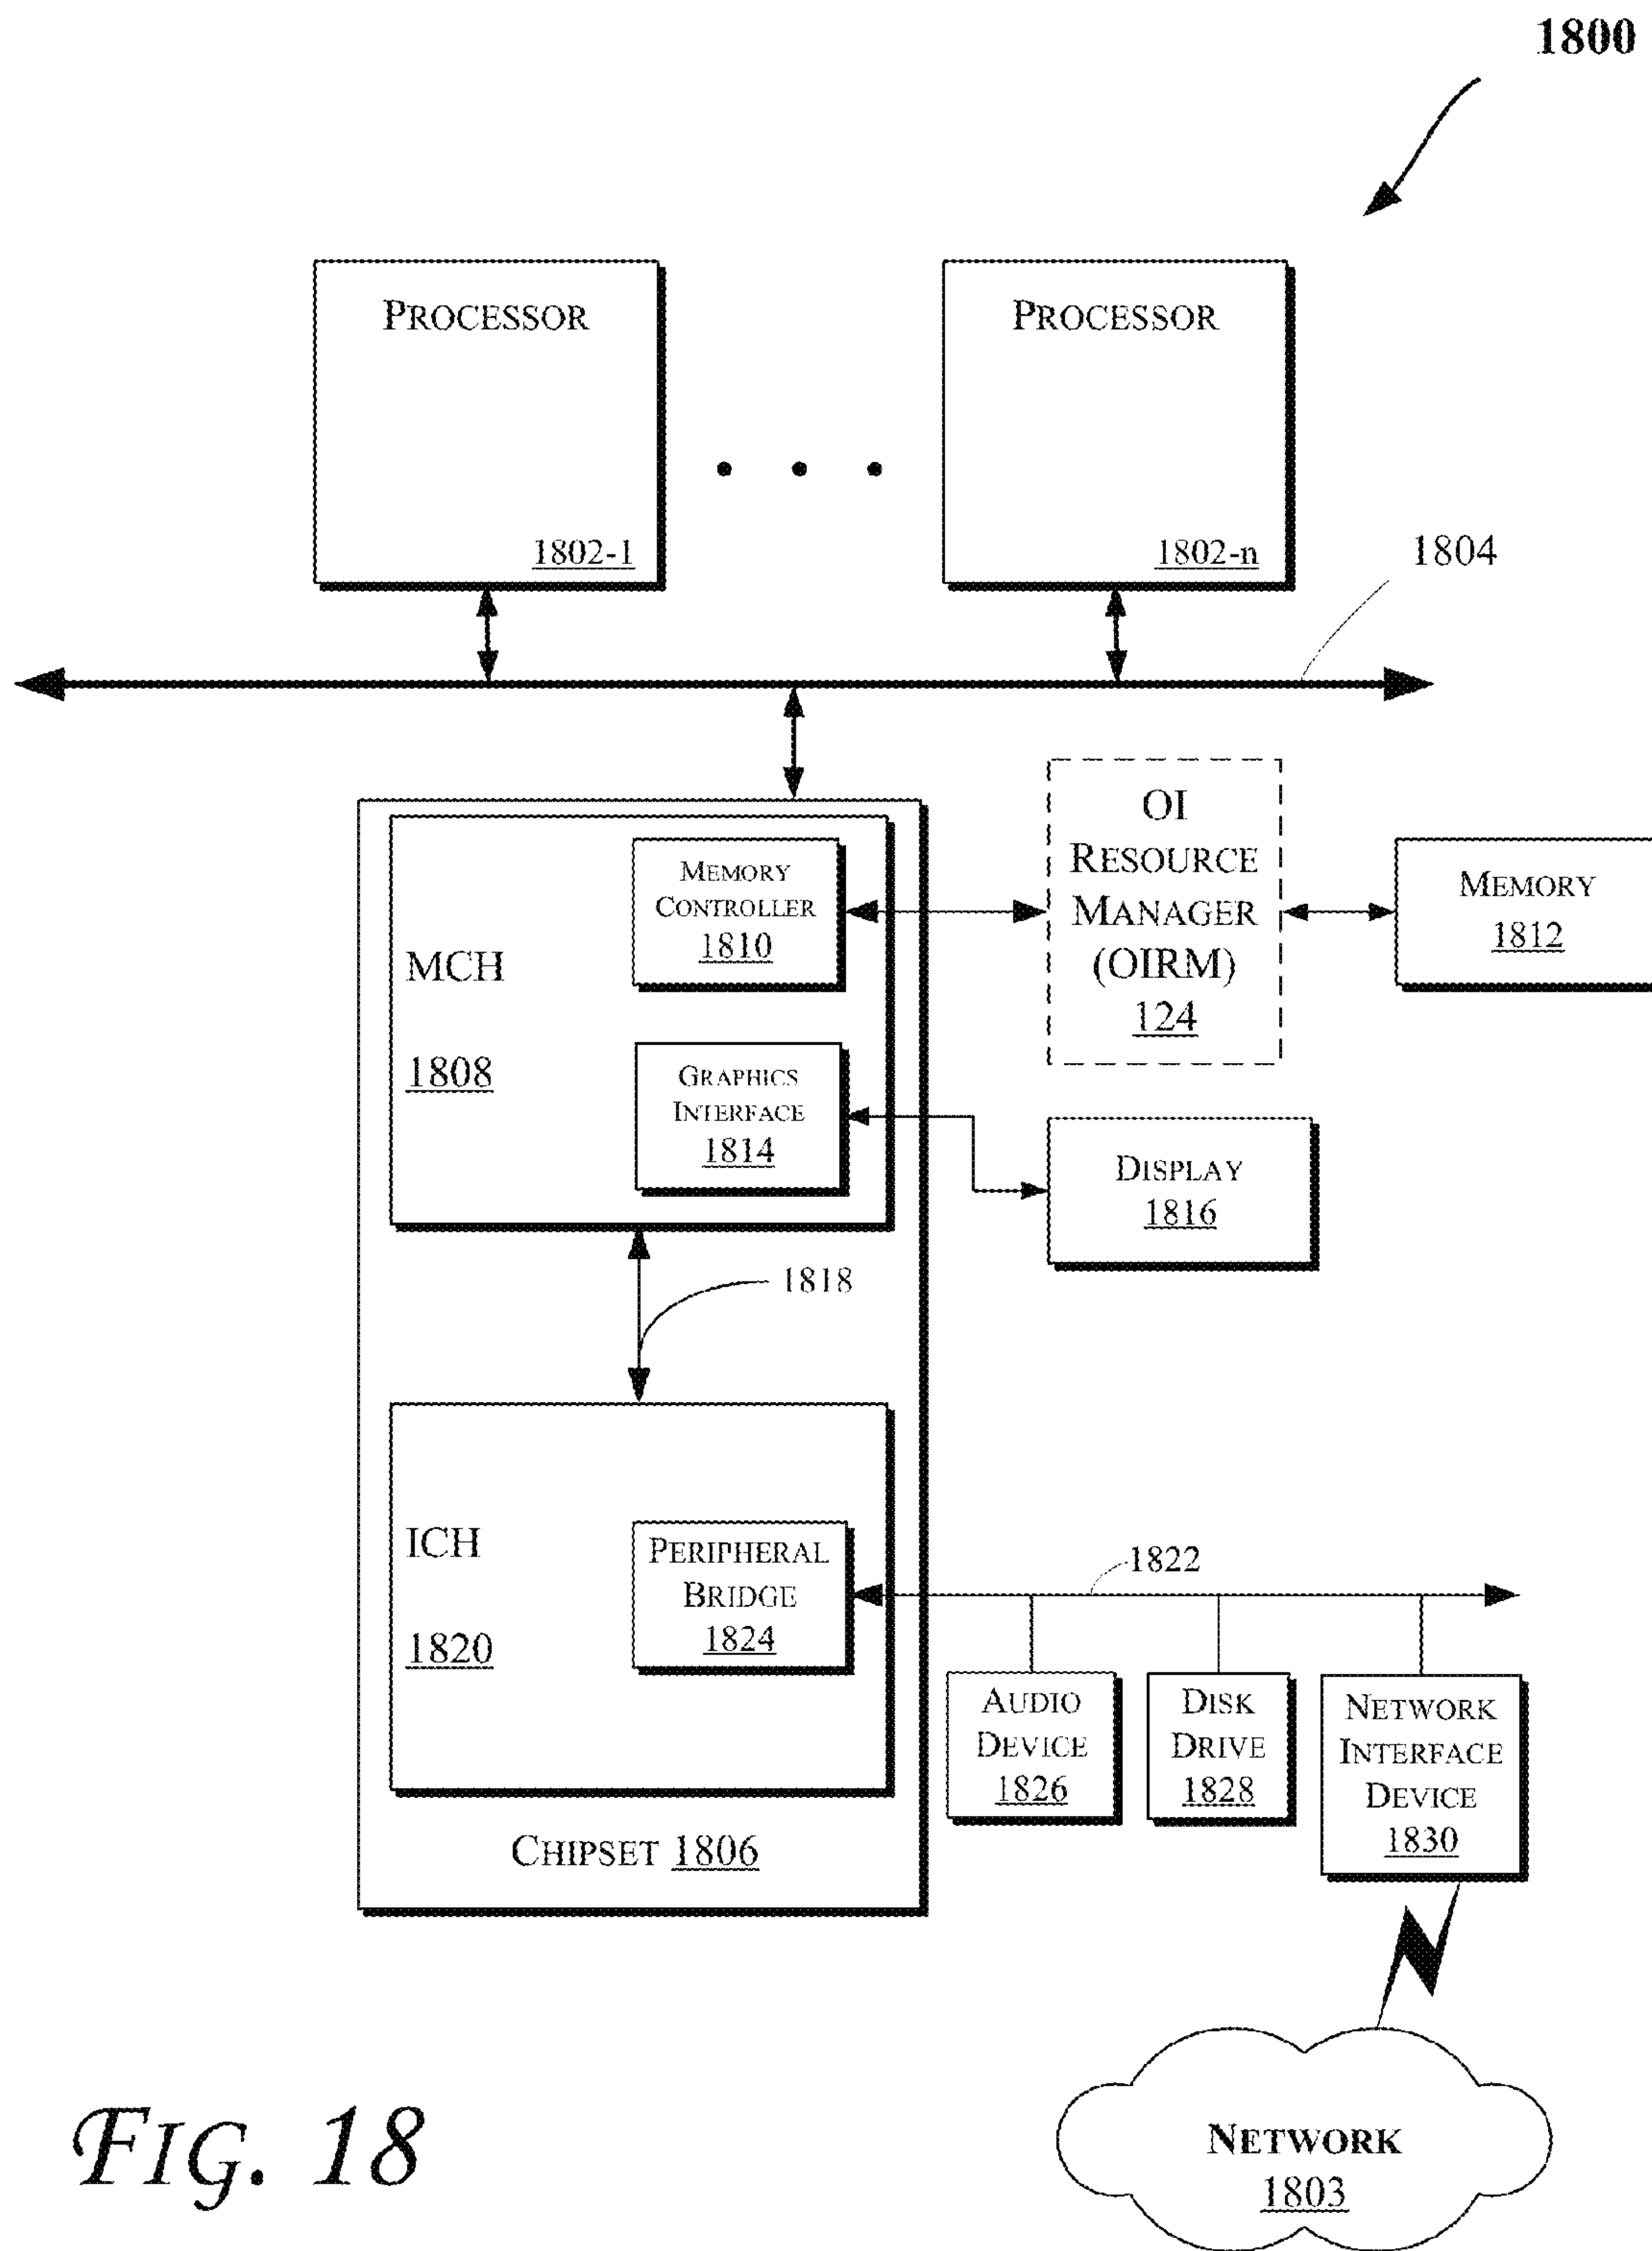 1800
PROCESSOR
1802-1
PROCESSOR
1802-n
1804
MCH
1808
MEMORY
CONTROLLER
1810
GRAPHICS
INTERFACE
1814
OI
RESOURCE
MANAGER
(OIRM)
124
MEMORY
1812
DISPLAY
1816
1818
ICH
1820
PERIPHERAL
BRIDGE
1824
1822
AUDIO
DEVICE
1826
DISK
DRIVE
1828
NETWORK
INTERFACE
DEVICE
1830
CHIPSET 1806
NETWORK
1803
FIG. 18